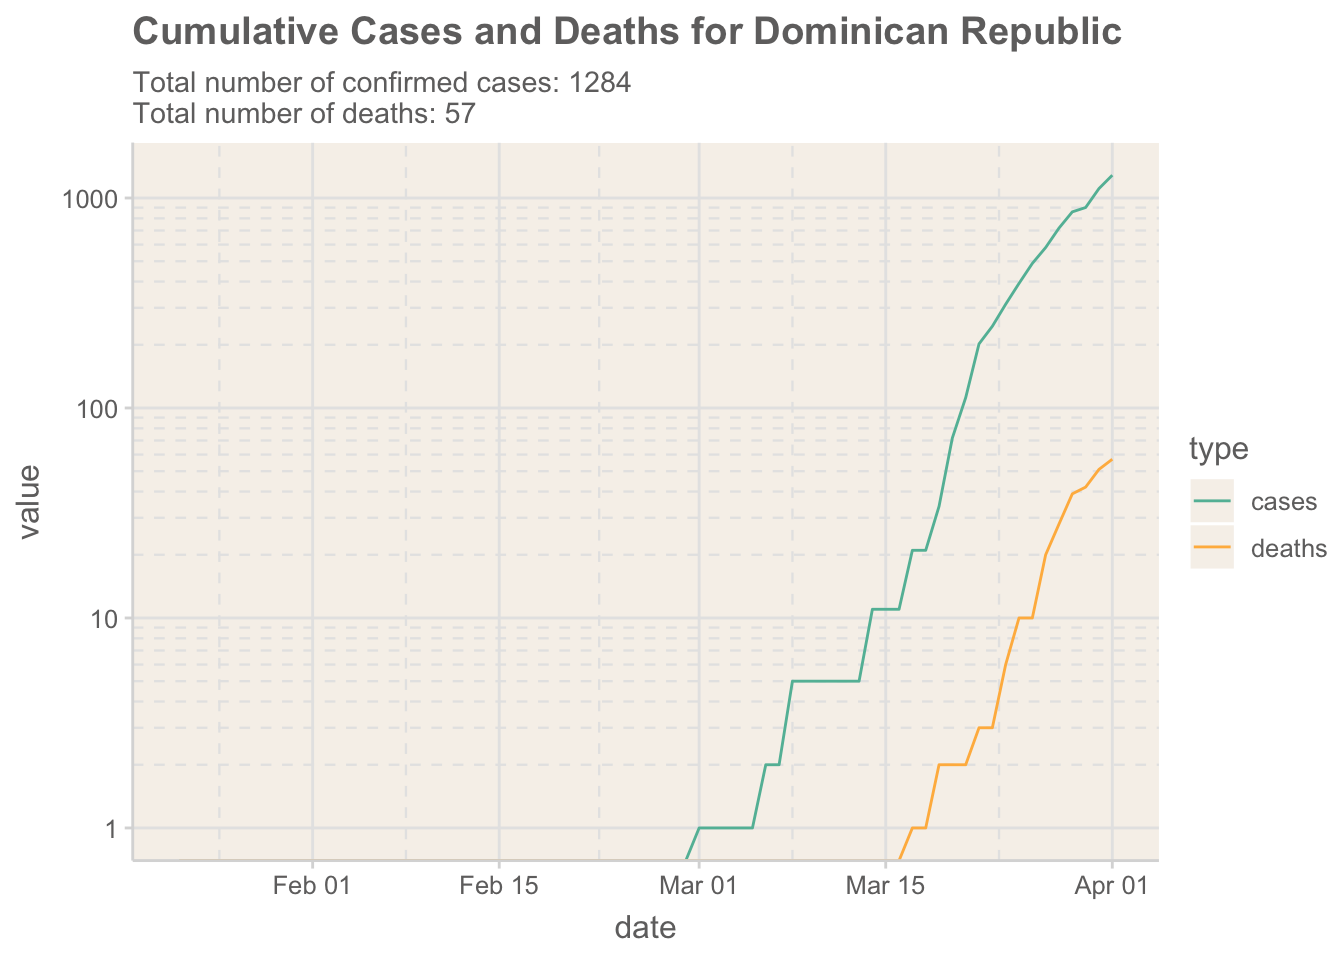 Cumulative Cases and Deaths for Dominican Republic
Total number of confirmed cases: 1284
Total number of deaths: 57
1000
100
10
1
value
Feb 01
Feb 15
Mar 01
Mar 15
Apr 01
date
type
cases
deaths